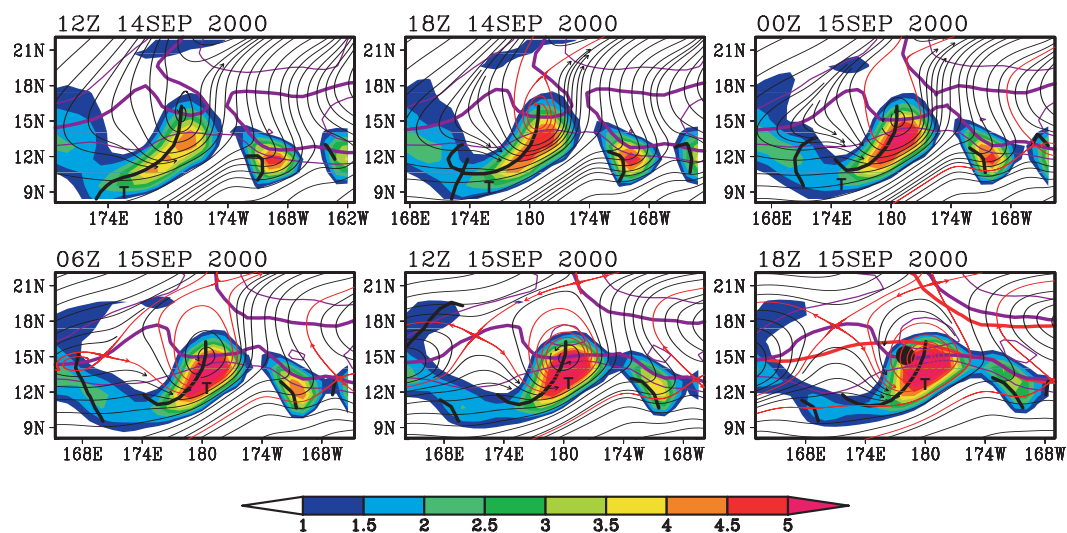 12Z 14SEP 2000
18Z 14SEP 2000
00Z 15SEP 2000
21N
18N
15N
12N
9N
T
174E 180 174W 168W 162W
21N
18N
15N
12N
9N
T
168E 174E 180 174W 168W
21N
18N
15N
12N
9N
T
168E 174E 180 174W 168W
06Z 15SEP 2000
12Z 15SEP 2000
18Z 15SEP 2000
21N
18N
15N
12N
9N
T
168E 174E 180 174W 168W
21N
18N
15N
12N
9N
T
168E 174E 180 174W 168W
21N
18N
15N
12N
9N
T
168E 174E 180 174W 168W
1 1.5 2 2.5 3 3.5 4 4.5 5